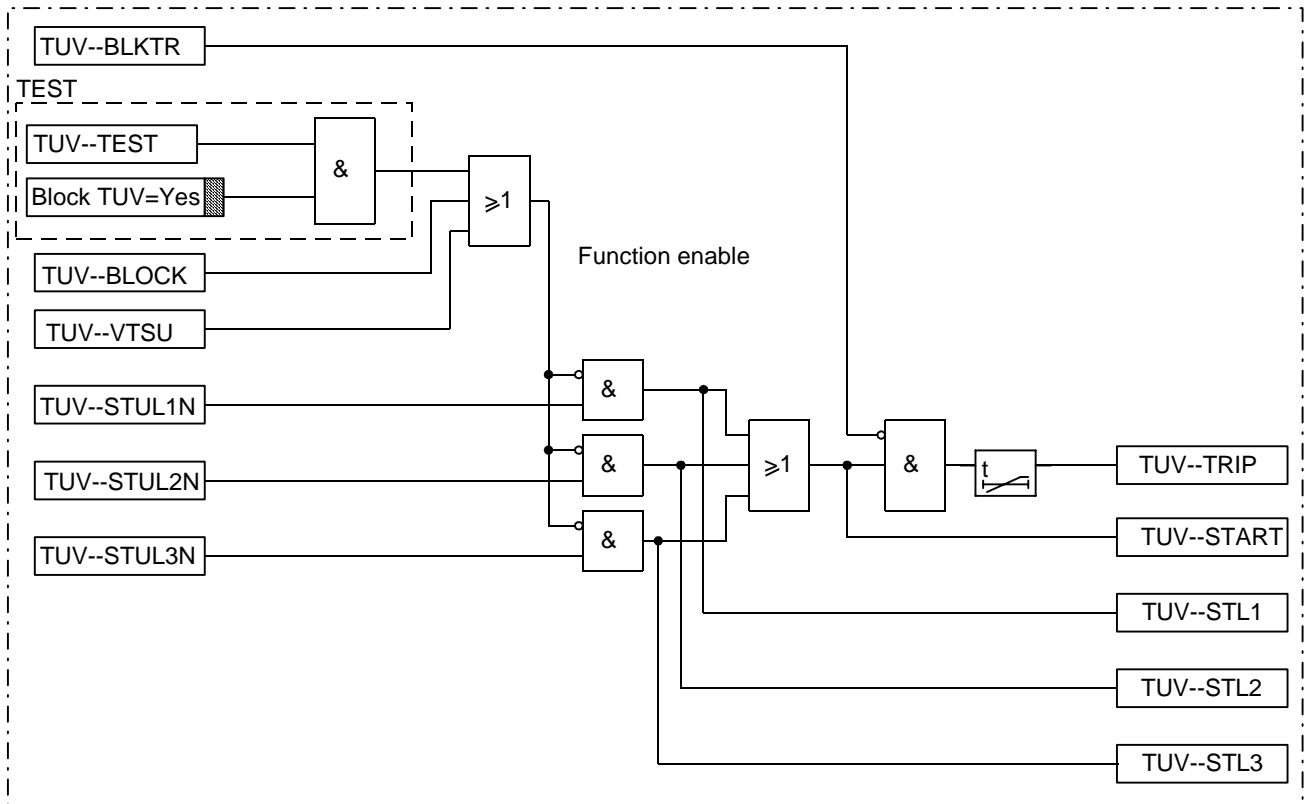 TUV--BLKTR
TEST
TUV--TEST
&
Block TUV=Yes
≥1
TUV--BLOCK
Function enable
TUV--VTSU
&
TUV--STUL1N
&
≥1
&
t
TUV--TRIP
TUV--STUL2N
&
TUV--START
TUV--STUL3N
TUV--STL1
TUV--STL2
TUV--STL3